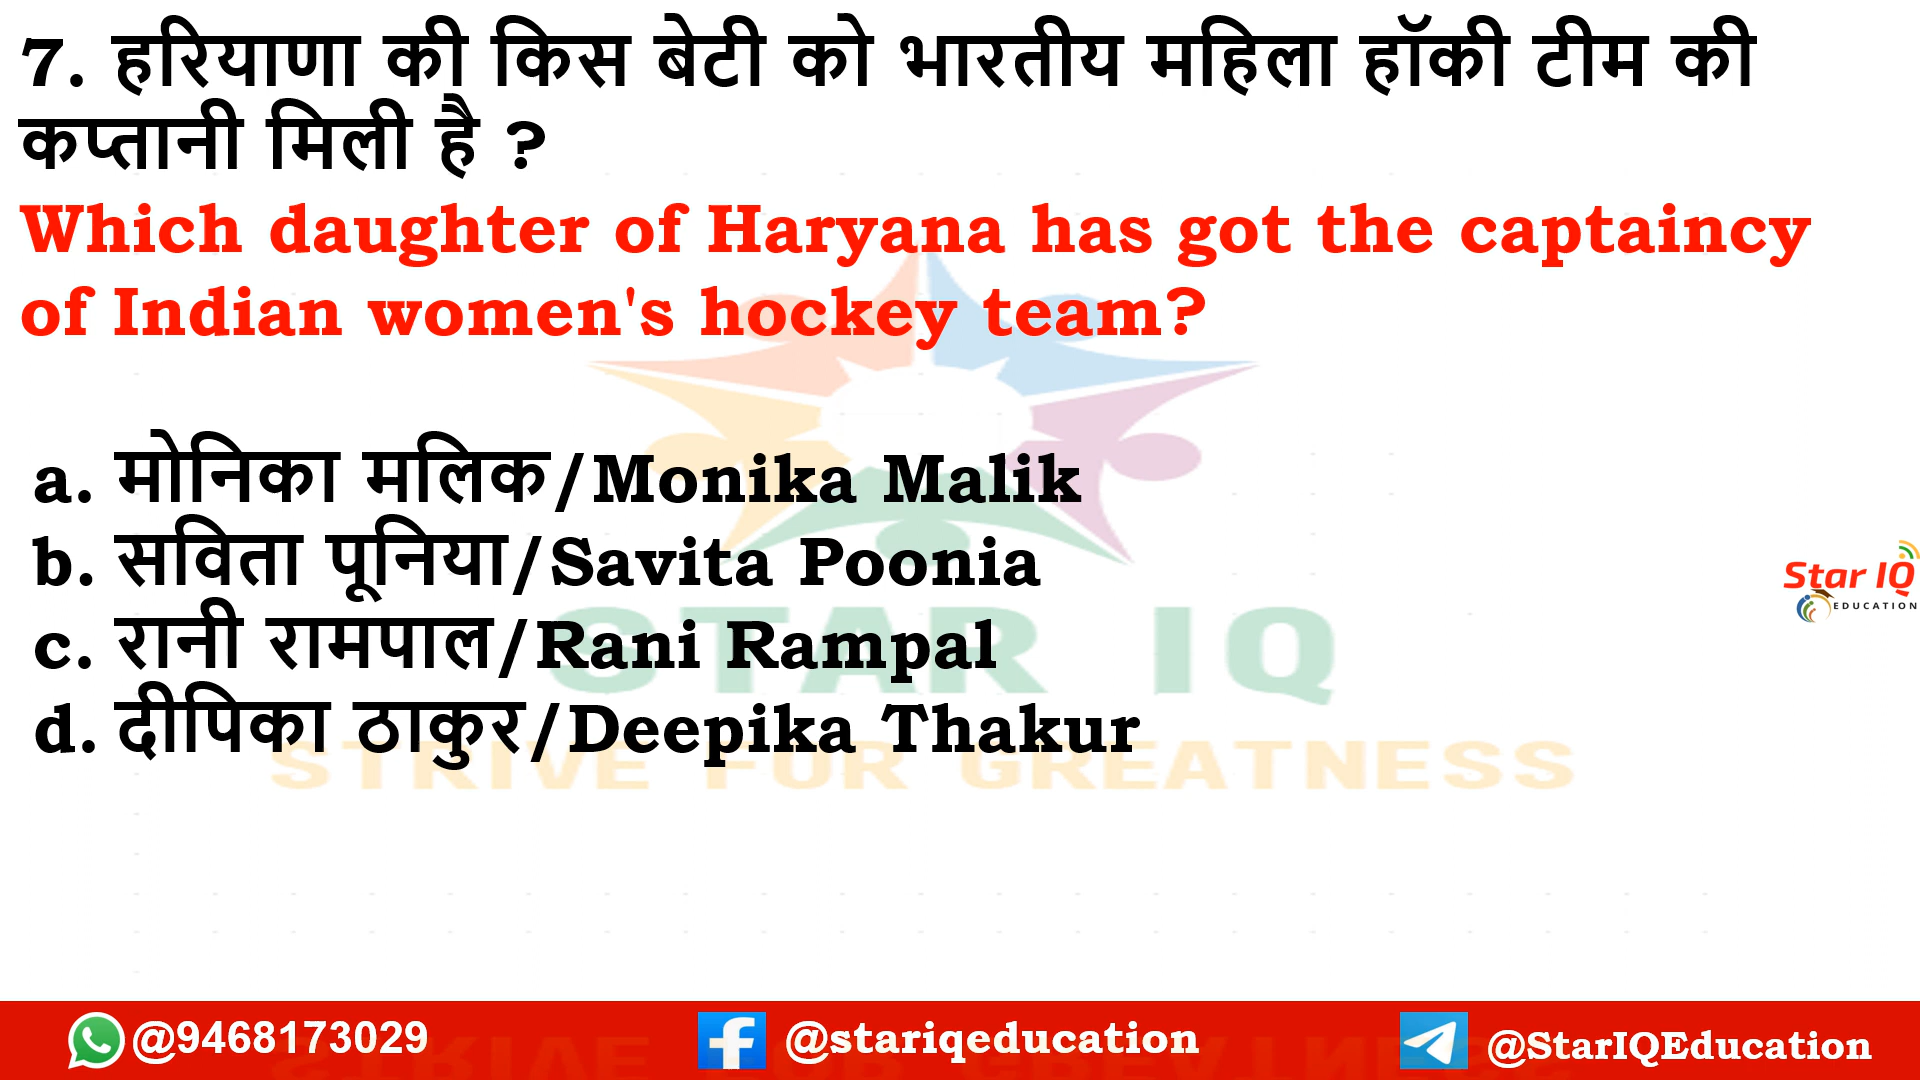 7. हरियाणा की किस बेटी को भारतीय महिला हॉकी टीम की
कप्तानी मिली है ?
Which daughter of Haryana has got the captaincy
of Indian women's hockey team?
a. मोनिका मलिक/Monika Malik
b. सविता पूनिया/Savita Poonia
c. रानी रामपाल/Rani Rampal
d. दीपिका ठाकुर/Deepika Thakur
STAR IQ
STRIVE FOR GREATNESS
Star IQ
EDUCATION
@9468173029
@stariqeducation
@StarIQEducation